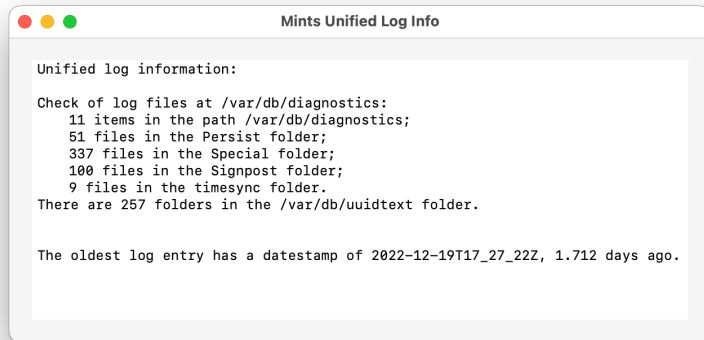 Mints Unified Log Info
Unified log information:
Check of log files at /var/db/diagnostics:
11 items in the path /var/db/diagnostics;
51 files in the Persist folder;
337 files in the Special folder;
100 files in the Signpost folder;
9 files in the timesync folder.
There are 257 folders in the /var/db/uuidtext folder.
The oldest log entry has a datestamp of 2022-12-19T17_27_22Z, 1.712 days ago.